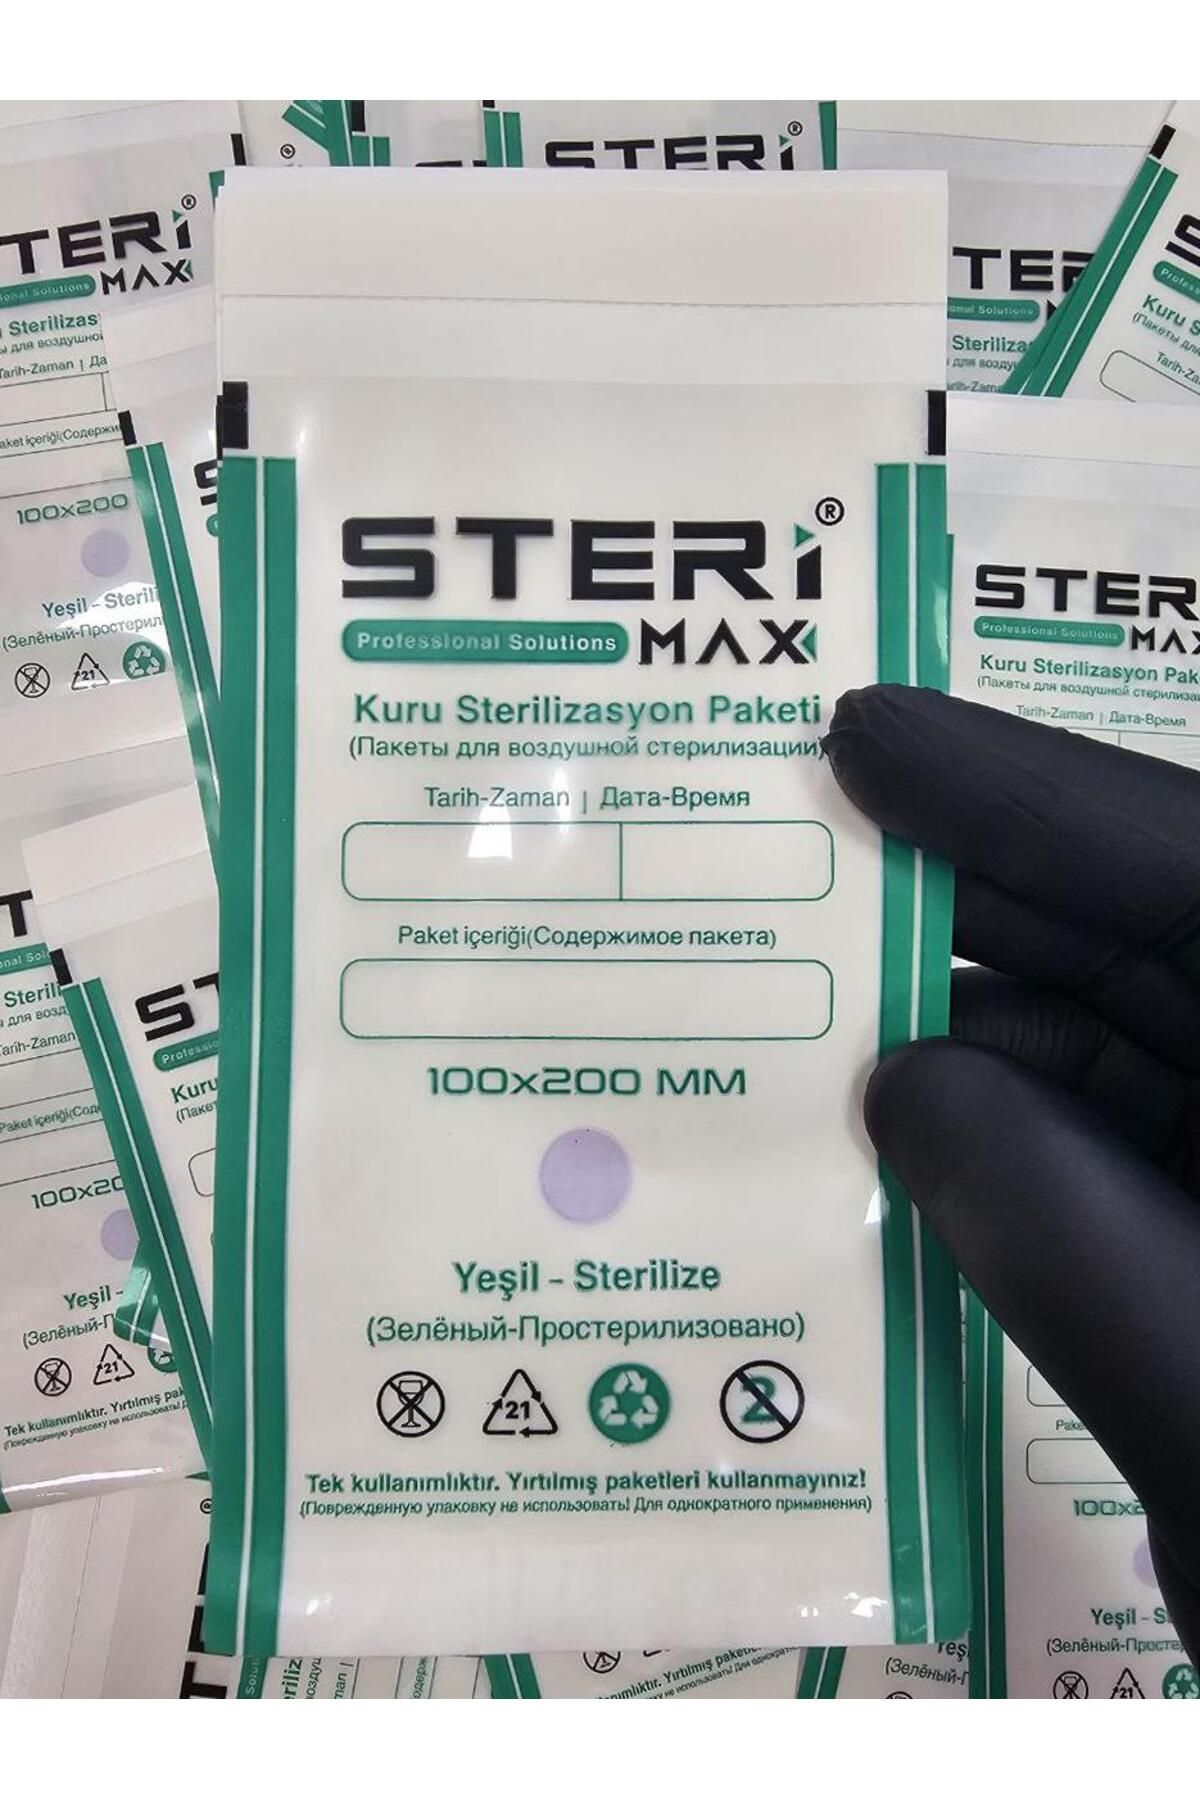 STERi®
Professional Solutions MAX
Kuru Sterilizasyon Paketi
(Пакеты для воздушной стерилизации)
Tarih-Zaman | Дата-Время
Paket içeriği(Содержимое пакета)
100x200 MM
Yeşil - Sterilize
(Зелёный-Простерилизовано)
21
2
Tek kullanımlıktır. Yırtılmış paketleri kullanmayınız!
(Поврежденную упаковку не использовать! Для однократного применения)